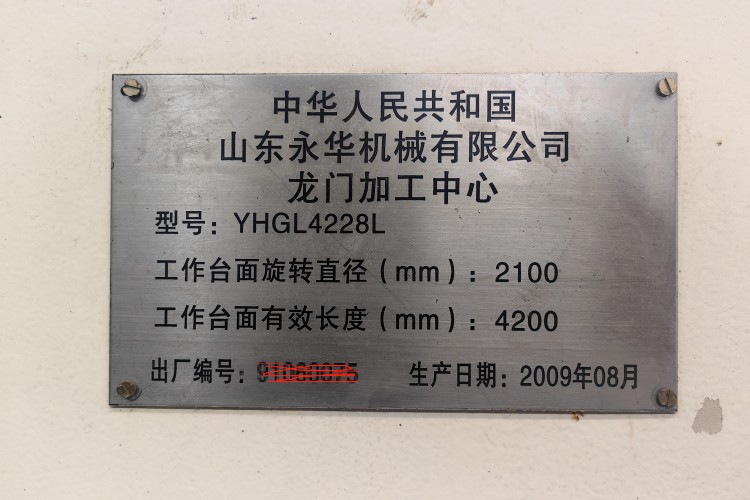 中华人民共和国
山东永华机械有限公司
龙门加工中心
型号：YHGL4228L
工作台面旋转直径（mm）：2100
工作台面有效长度（mm）：4200
出厂编号： 生产日期：2009年08月